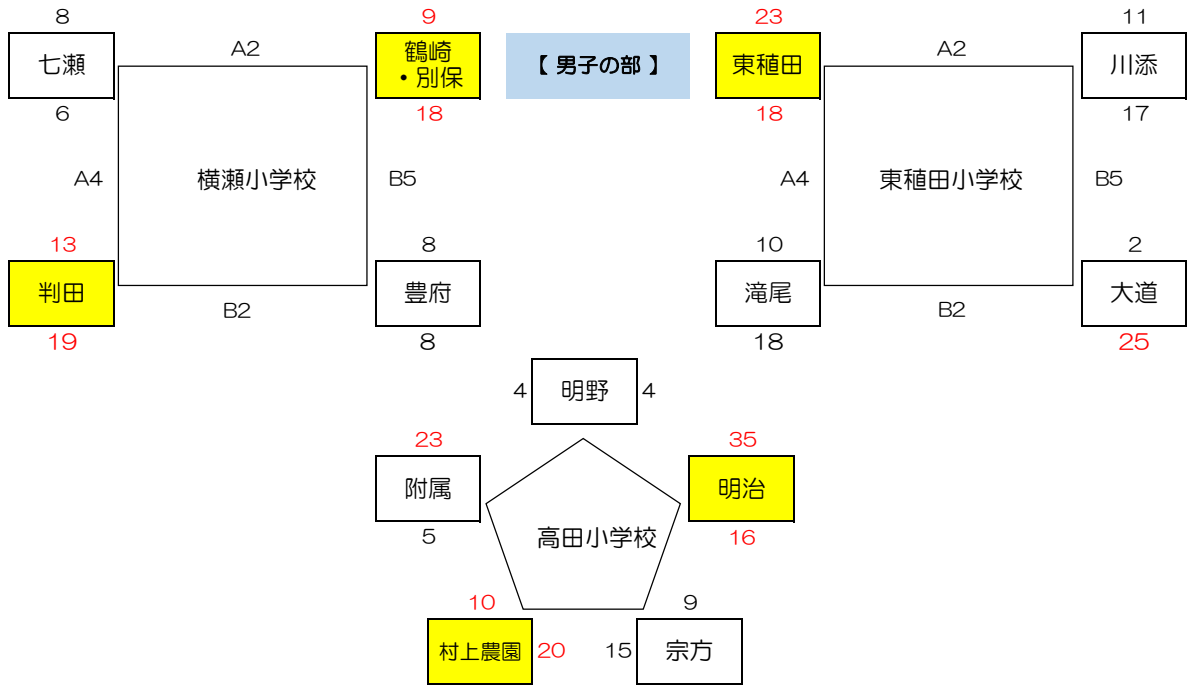 8
9
23
11
七瀬
A2
鶴崎
・別保
【 男子の部 】
東稙田
A2
川添
6
18
18
17
A4
横瀬小学校
B5
A4
東稙田小学校
B5
13
8
10
2
判田
豊府
滝尾
大道
B2
B2
19
8
18
25
4
明野
4
23
35
附属
明治
5
高田小学校
16
10
9
村上農園
20
15
宗方